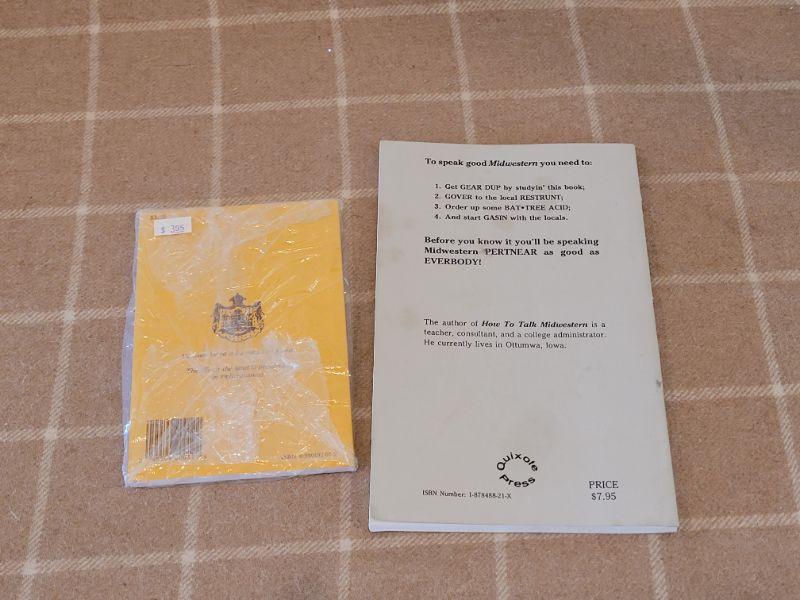 $ 395
To speak good Midwestern you need to:
1. Get GEAR DUP by studyin' this book;
2. GOVER to the local RESTRUNT;
3. Order up some BAT•TREE ACID;
4. And start GASIN with the locals.
Before you know it you'll be speaking
Midwestern PERTNEAR as good as
EVERBODY!
The author of How To Talk Midwestern is a
teacher, consultant, and a college administrator.
He currently lives in Ottumwa, Iowa.
Quixote
Press
ISBN Number: 1-878488-21-X
PRICE
$7.95
ISBN